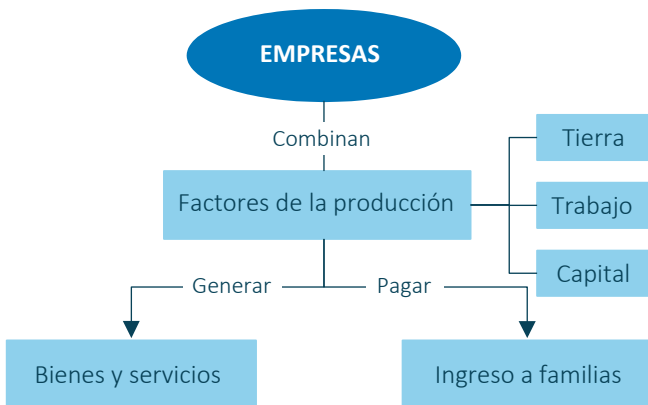 EMPRESAS
Combinan
Factores de la producción
Tierra
Trabajo
Capital
Generar
Pagar
Bienes y servicios
Ingreso a familias